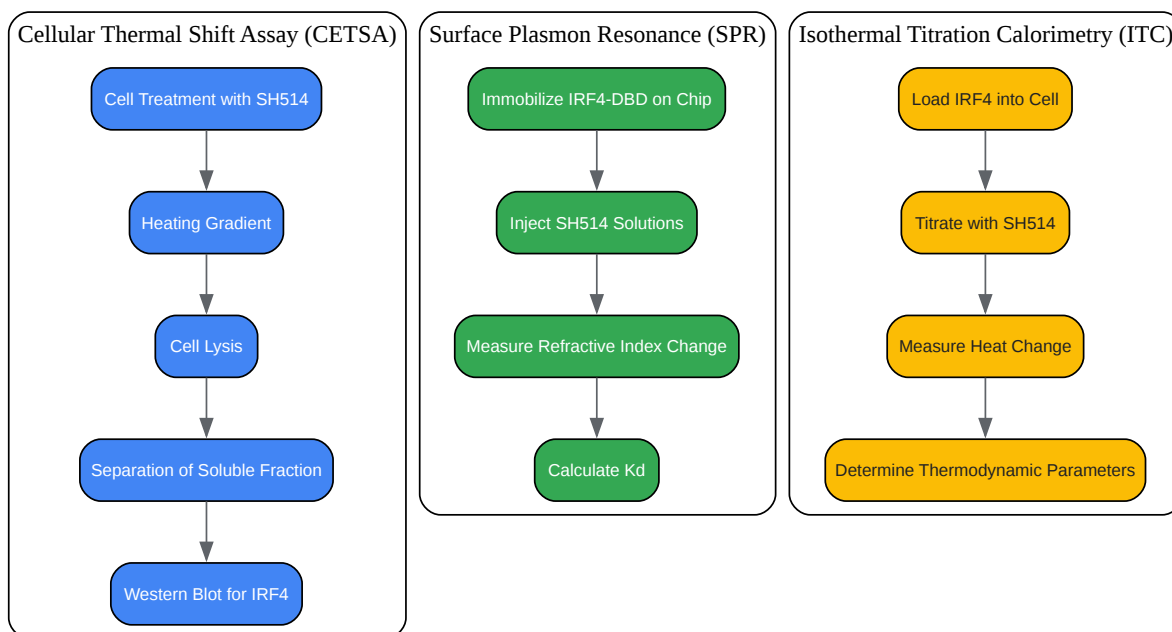 Cellular Thermal Shift Assay (CETSA)
Cell Treatment with SH514
Heating Gradient
Cell Lysis
Separation of Soluble Fraction
Western Blot for IRF4
Surface Plasmon Resonance (SPR)
Immobilize IRF4-DBD on Chip
Inject SH514 Solutions
Measure Refractive Index Change
Calculate Kd
Isothermal Titration Calorimetry (ITC)
Load IRF4 into Cell
Titrate with SH514
Measure Heat Change
Determine Thermodynamic Parameters